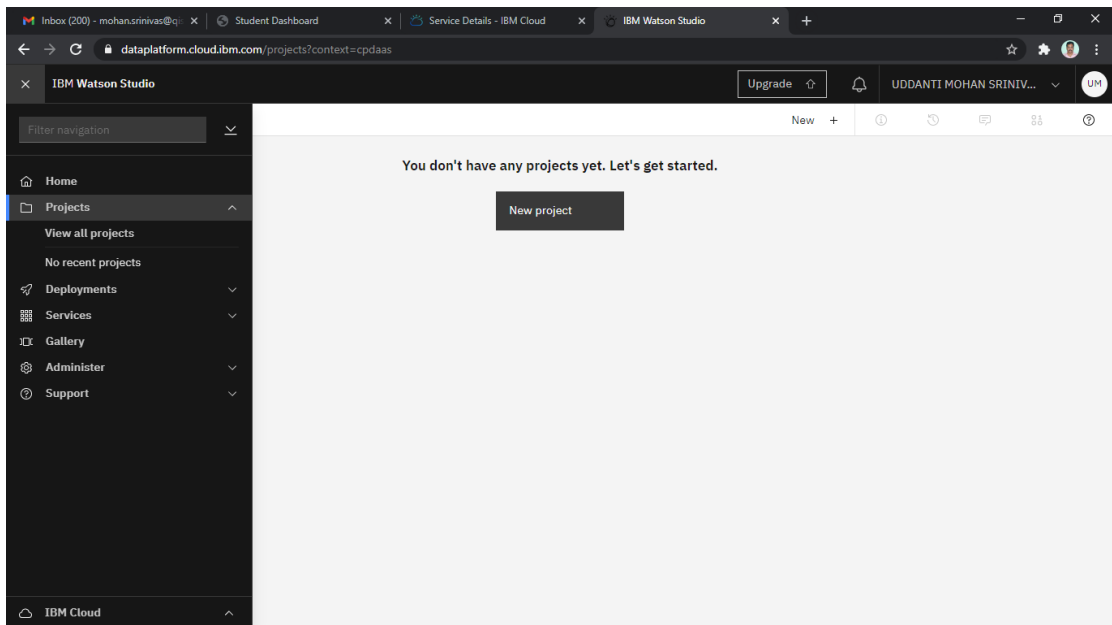 Inbox (200) - mohan.srinivas@qis
Student Dashboard
Service Details - IBM Cloud
IBM Watson Studio
dataplatform.cloud.ibm.com/projects?context=cpdaas
IBM Watson Studio
Upgrade
UDDANTI MOHAN SRINIV...
UM
Filter navigation
New +
You don't have any projects yet. Let's get started.
New project
Home
Projects
View all projects
No recent projects
Deployments
Services
Gallery
Administer
Support
IBM Cloud